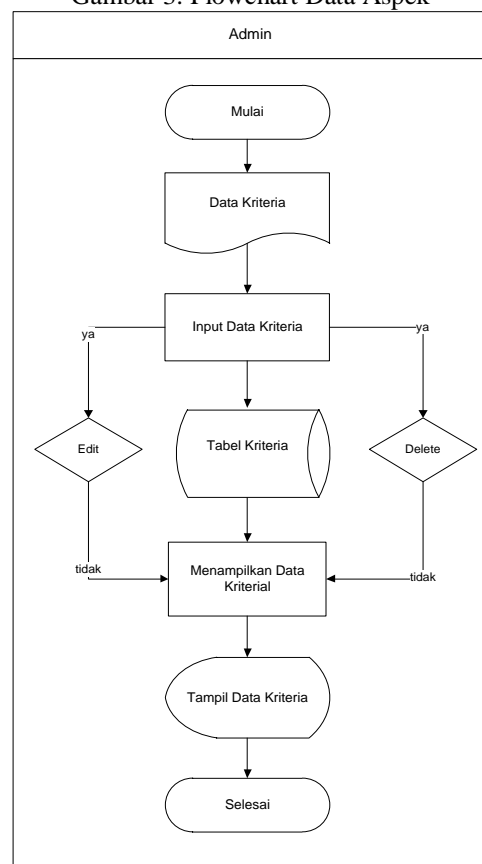 Gambar 3. Flowchart Data Aspek
Admin
Mulai
Data Kriteria
Input Data Kriteria
ya
ya
Edit
Tabel Kriteria
Delete
tidak
Menampilkan Data
Kriterial
tidak
Tampil Data Kriteria
Selesai